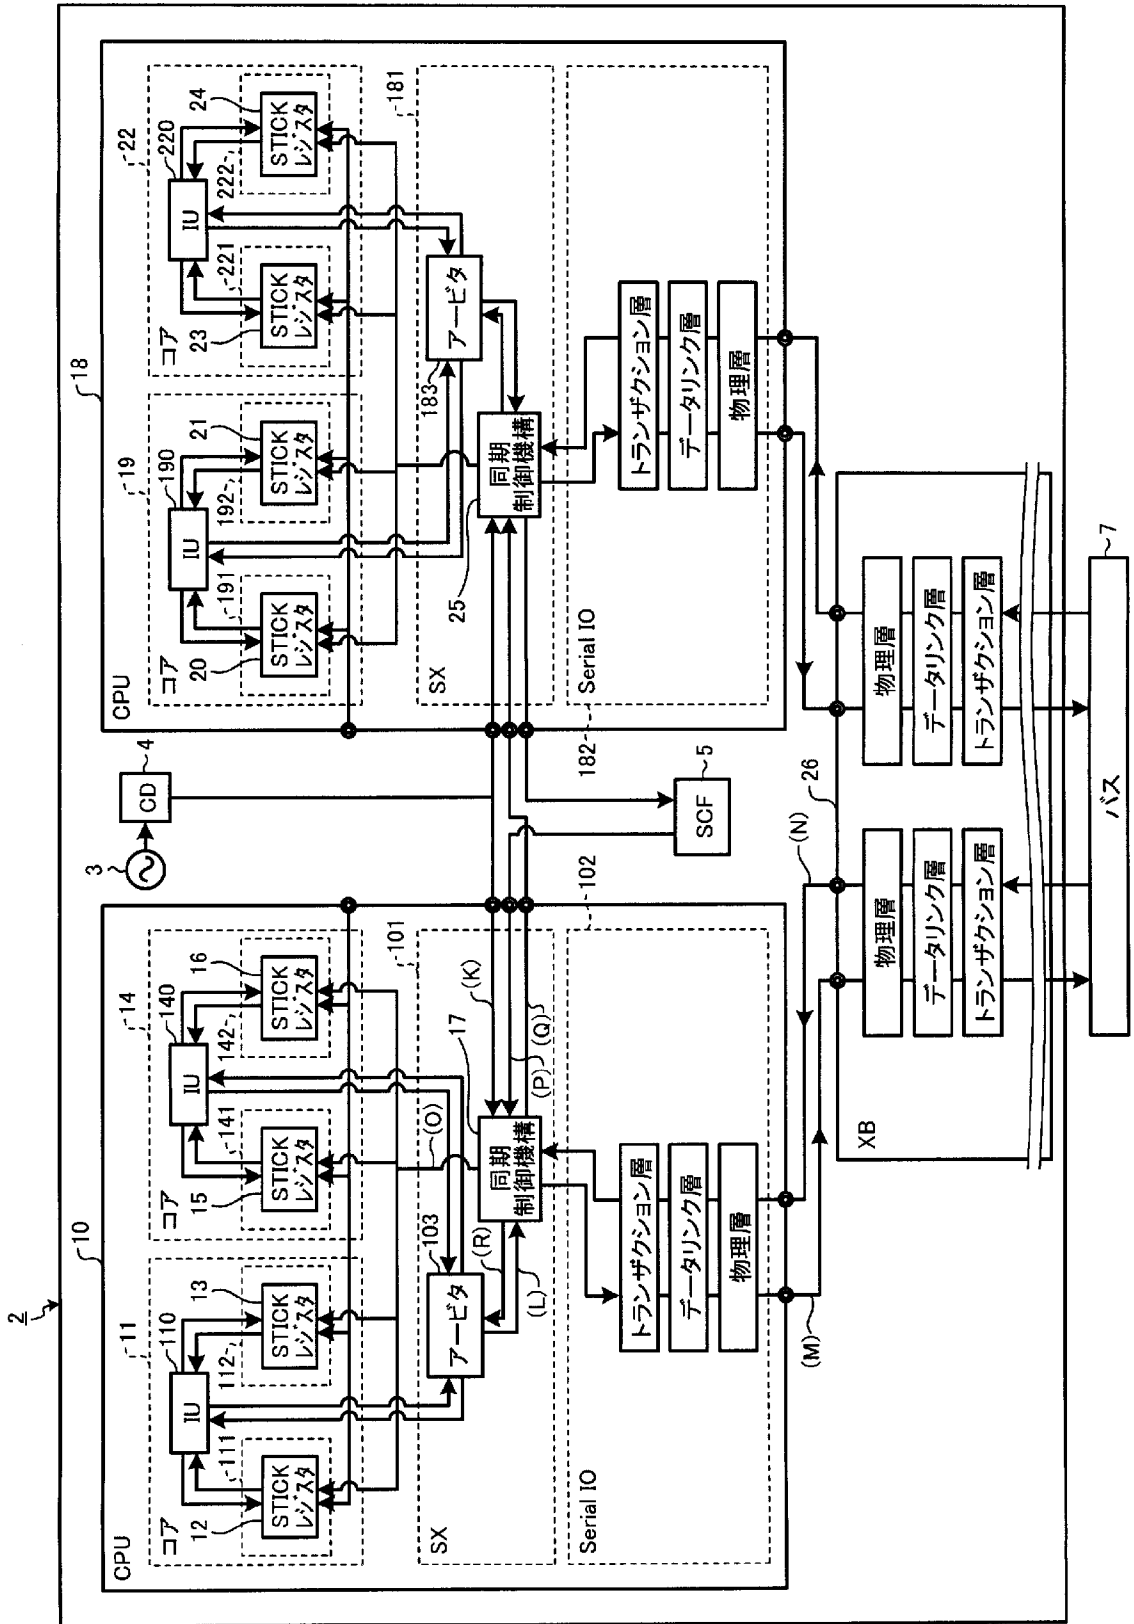 2
10
CPU
11
コア
110
IU
111
112
12
STICK
レジスタ
13
STICK
レジスタ
14
コア
140
IU
141
142
15
STICK
レジスタ
16
STICK
レジスタ
101
SX
103
アービタ
(R)
(L)
17
同期
制御機構
(O)
(K)
(P)
(Q)
102
Serial IO
トランザクション層
データリンク層
物理層
(M)
(N)
3
4
CD
5
SCF
18
CPU
19
コア
190
IU
191
192
20
STICK
レジスタ
21
STICK
レジスタ
22
コア
220
IU
221
222
23
STICK
レジスタ
24
STICK
レジスタ
181
SX
183
アービタ
25
同期
制御機構
182
Serial IO
トランザクション層
データリンク層
物理層
26
XB
物理層
データリンク層
トランザクション層
物理層
データリンク層
トランザクション層
7
バス